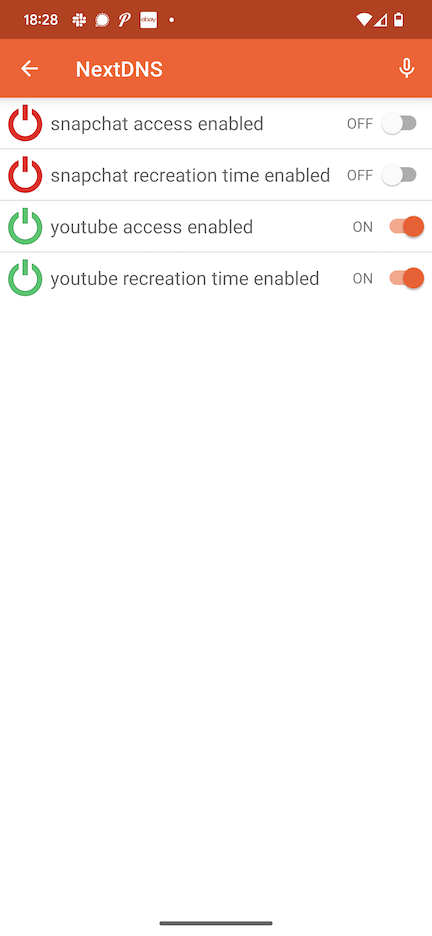 18:28 ebay
NextDNS
snapchat access enabled OFF
snapchat recreation time enabled OFF
youtube access enabled ON
youtube recreation time enabled ON